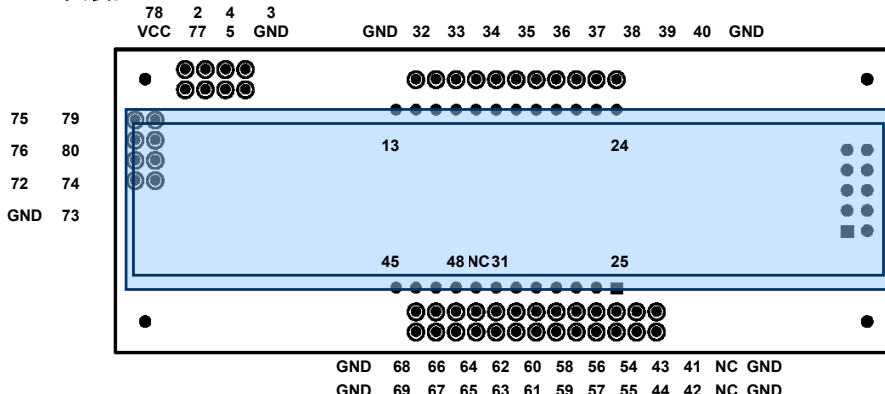 78 2 4 3
VCC 77 5 GND GND 32 33 34 35 36 37 38 39 40 GND
75 79
13 24
76 80
72 74
GND 73
45 48 NC 31 25
GND 68 66 64 62 60 58 56 54 43 41 NC GND
GND 69 67 65 63 61 59 57 55 44 42 NC GND